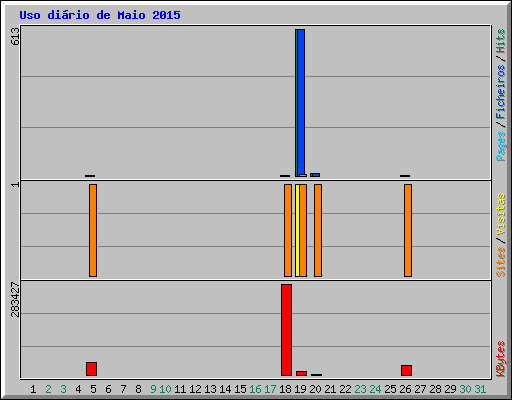 Uso diário de Maio 2015
613
Pages / Ficheiros / Hits
1
Sites / Visitas
283427
KBytes
1 2 3 4 5 6 7 8 9 10 11 12 13 14 15 16 17 18 19 20 21 22 23 24 25 26 27 28 29 30 31